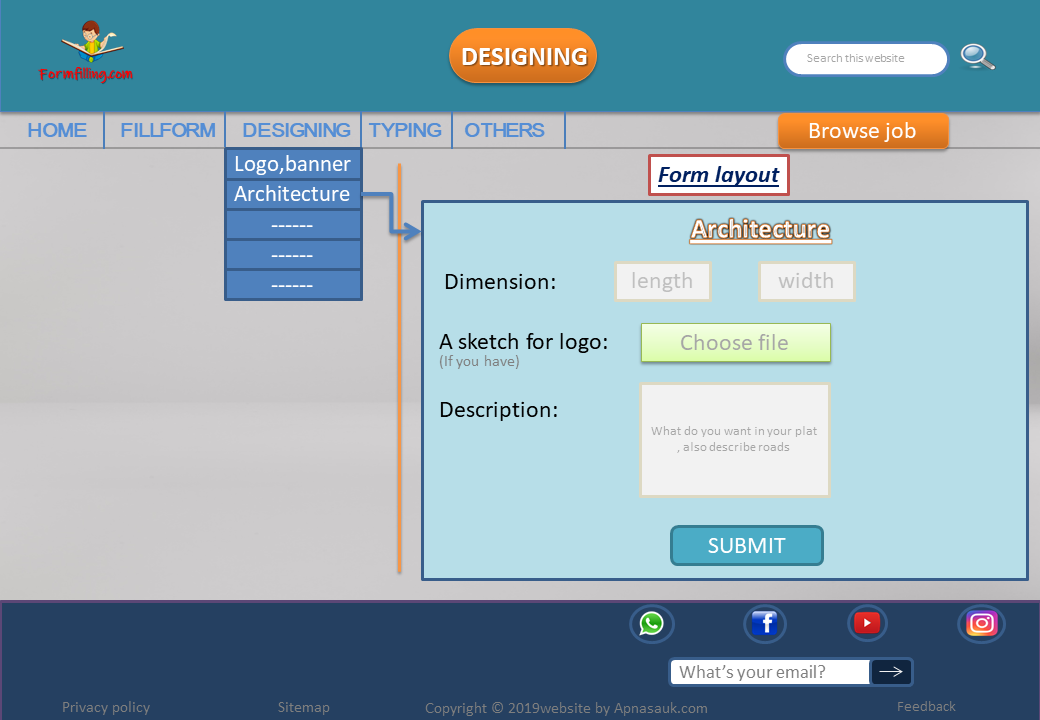 Formfilling.com
DESIGNING
Search this website
HOME
FILLFORM
DESIGNING
TYPING
OTHERS
Browse job
Logo,banner
Architecture
------
------
------
Form layout
Architecture
Dimension:
length
width
A sketch for logo:
(If you have)
Choose file
Description:
What do you want in your plat
, also describe roads
SUBMIT
What's your email?
Privacy policy
Sitemap
Copyright © 2019website by Apnasauk.com
Feedback